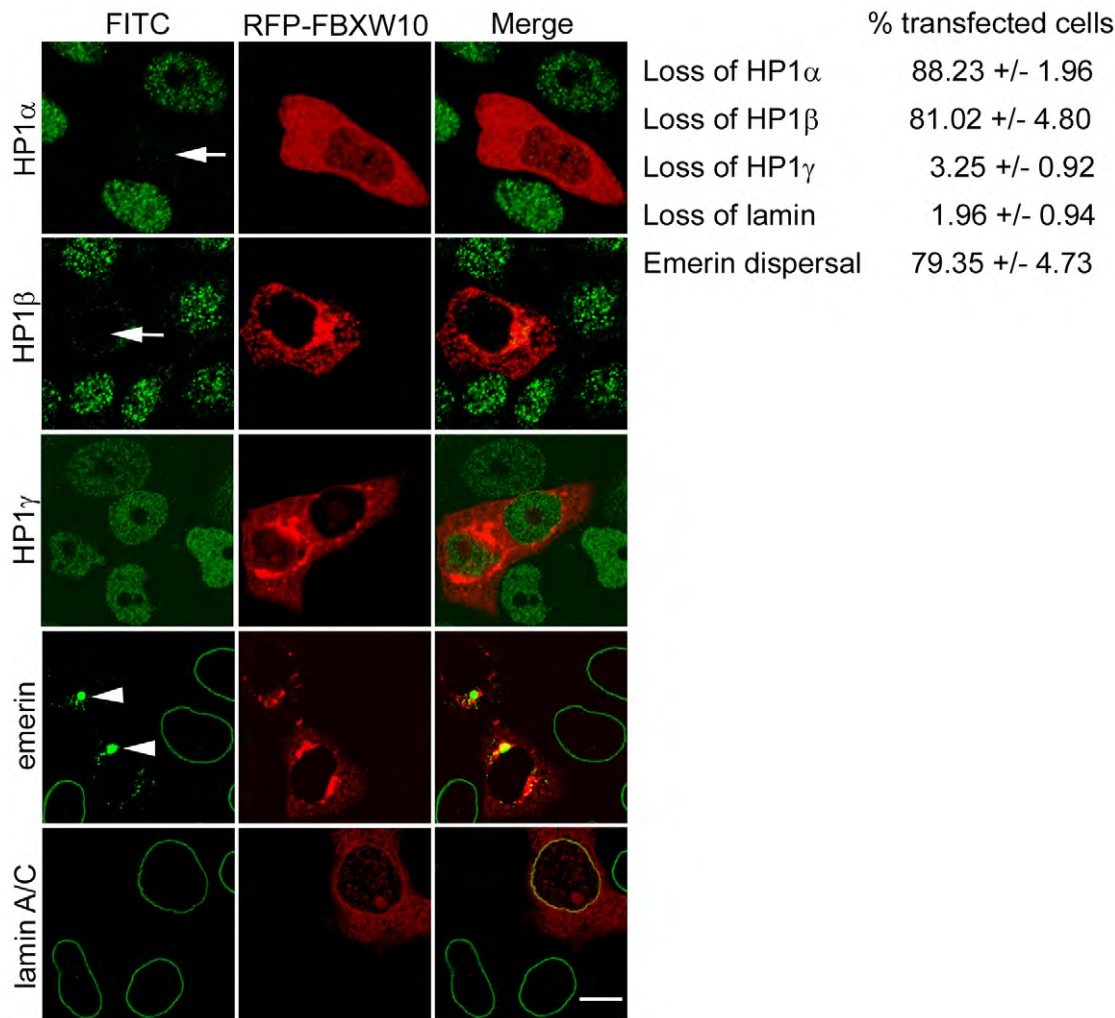 FITC RFP-FBXW10 Merge
% transfected cells
HP1α
Loss of HP1α 88.23 +/- 1.96
Loss of HP1β 81.02 +/- 4.80
Loss of HP1γ 3.25 +/- 0.92
Loss of lamin 1.96 +/- 0.94
Emerin dispersal 79.35 +/- 4.73
HP1β
HP1γ
emerin
lamin A/C